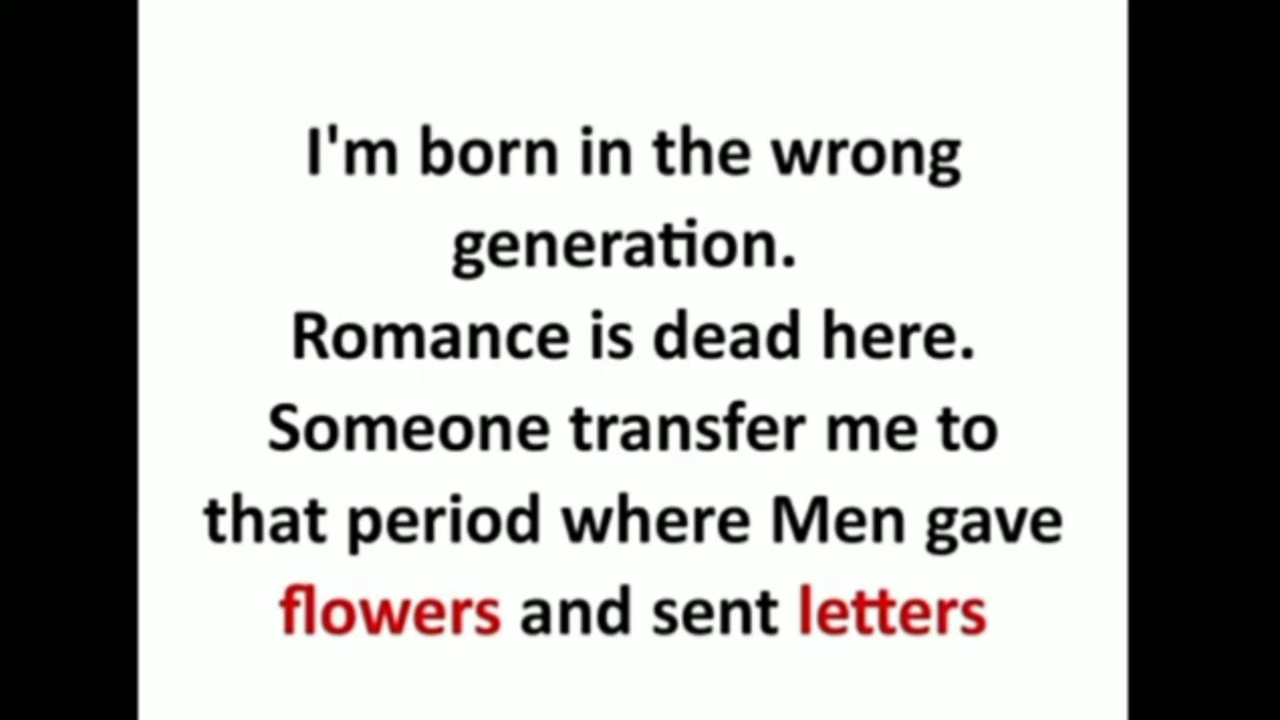 I'm born in the wrong
generation.
Romance is dead here.
Someone transfer me to
that period where Men gave
flowers and sent letters